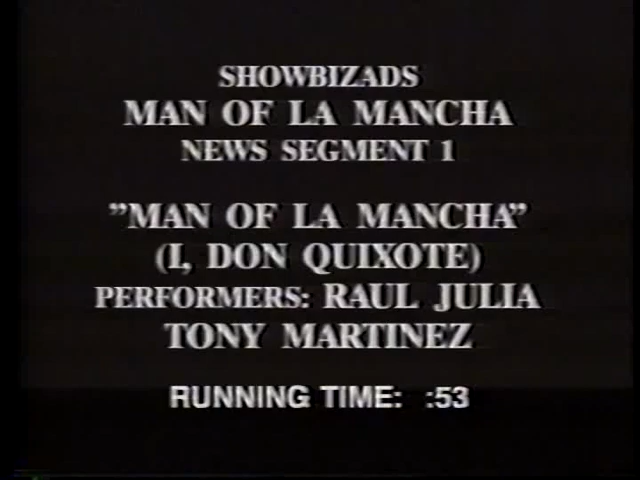 SHOWBIZADS
MAN OF LA MANCHA
NEWS SEGMENT 1
"MAN OF LA MANCHA"
(I, DON QUIXOTE)
PERFORMERS: RAUL JULIA
TONY MARTINEZ
RUNNING TIME: :53